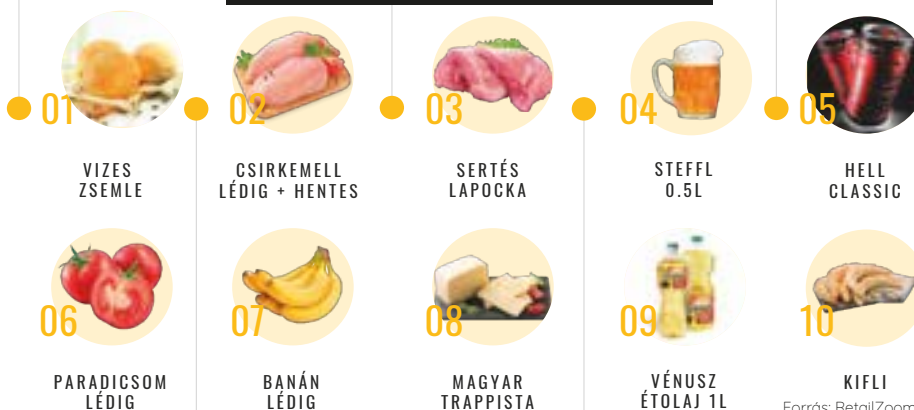 01
02
03
04
05
VIZES
ZSEMLE
CSIRKEMELL
LÉDIG + HENTES
SERTÉS
LAPOCKA
STEFFL
0.5L
HELL
CLASSIC
06
07
08
09
10
PARADICSOM
LÉDIG
BANÁN
LÉDIG
MAGYAR
TRAPPISTA
VÉNUSZ
ÉTOLAJ 1L
KIFLI
Forrás: RetailZoom